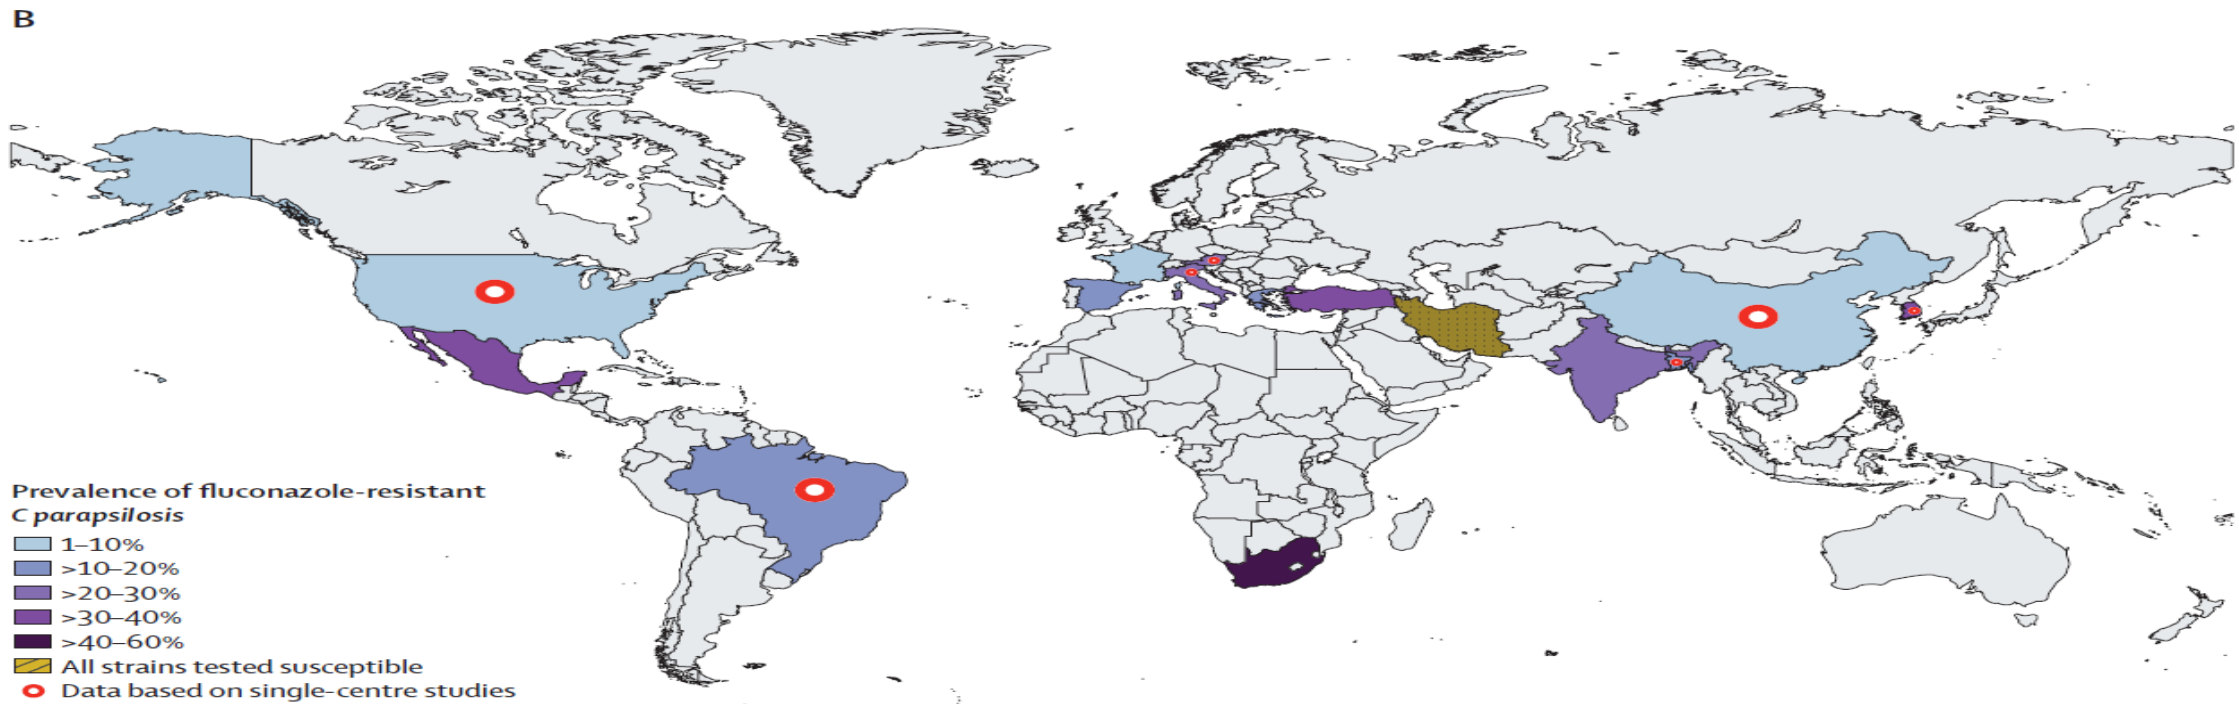 B
Prevalence of fluconazole-resistant
C parapsilosis
1–10%
>10–20%
>20–30%
>30–40%
>40–60%
All strains tested susceptible
Data based on single-centre studies